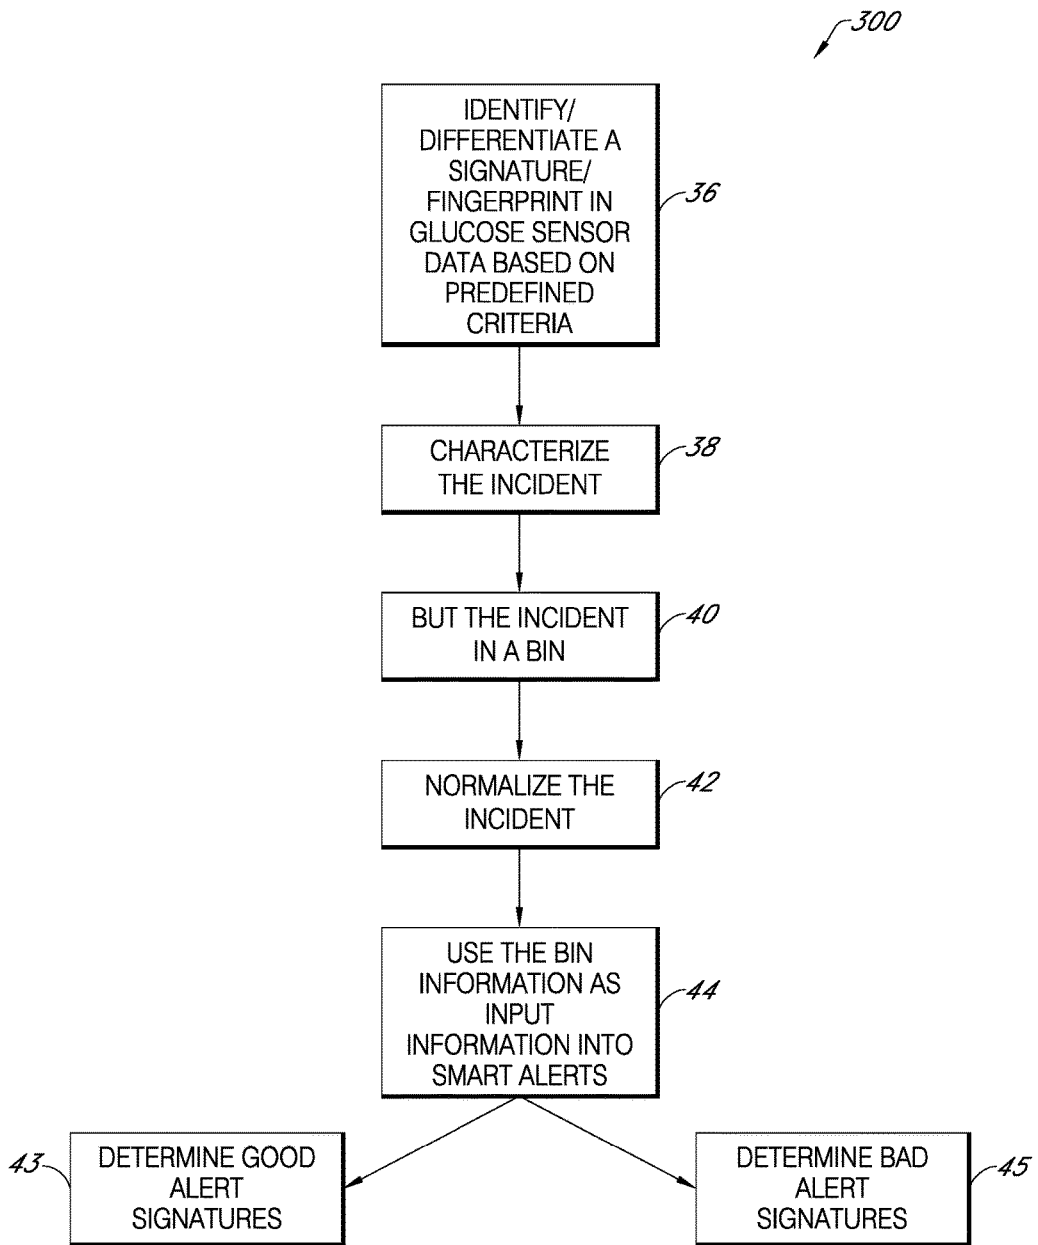 300
IDENTIFY/
DIFFERENTIATE A
SIGNATURE/
FINGERPRINT IN
GLUCOSE SENSOR
DATA BASED ON
PREDEFINED
CRITERIA
36
CHARACTERIZE
THE INCIDENT
38
BUT THE INCIDENT
IN A BIN
40
NORMALIZE THE
INCIDENT
42
USE THE BIN
INFORMATION AS
INPUT
INFORMATION INTO
SMART ALERTS
44
43
DETERMINE GOOD
ALERT
SIGNATURES
DETERMINE BAD
ALERT
SIGNATURES
45